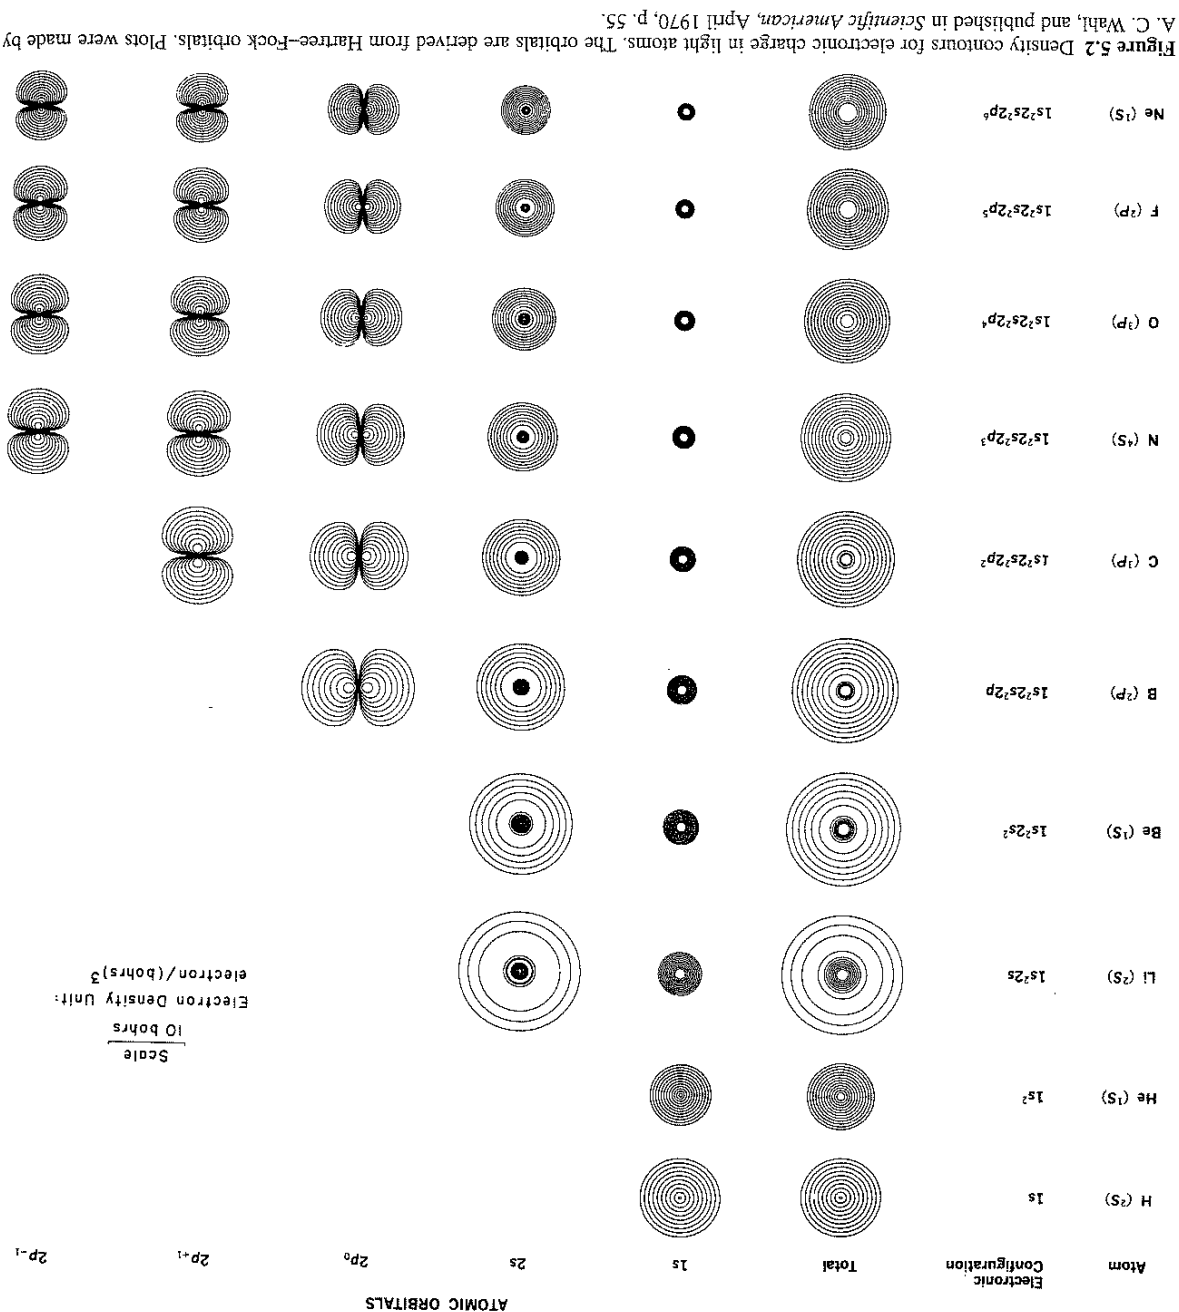 ATOMIC ORBITALS
Atom Electronic Configuration Total 1s 2s 2p₀ 2p₊₁ 2p₋₁
H (²S) 1s
He (¹S) 1s²
Scale
10 bohrs
Electron Density Unit:
electron/(bohrs)³
Li (²S) 1s²2s
Be (¹S) 1s²2s²
B (²P) 1s²2s²2p
C (³P) 1s²2s²2p²
N (⁴S) 1s²2s²2p³
O (³P) 1s²2s²2p⁴
F (²P) 1s²2s²2p⁵
Ne (¹S) 1s²2s²2p⁶
Figure 5.2 Density contours for electronic charge in light atoms. The orbitals are derived from Hartree–Fock orbitals. Plots were made by
A. C. Wahl, and published in Scientific American, April 1970, p. 55.